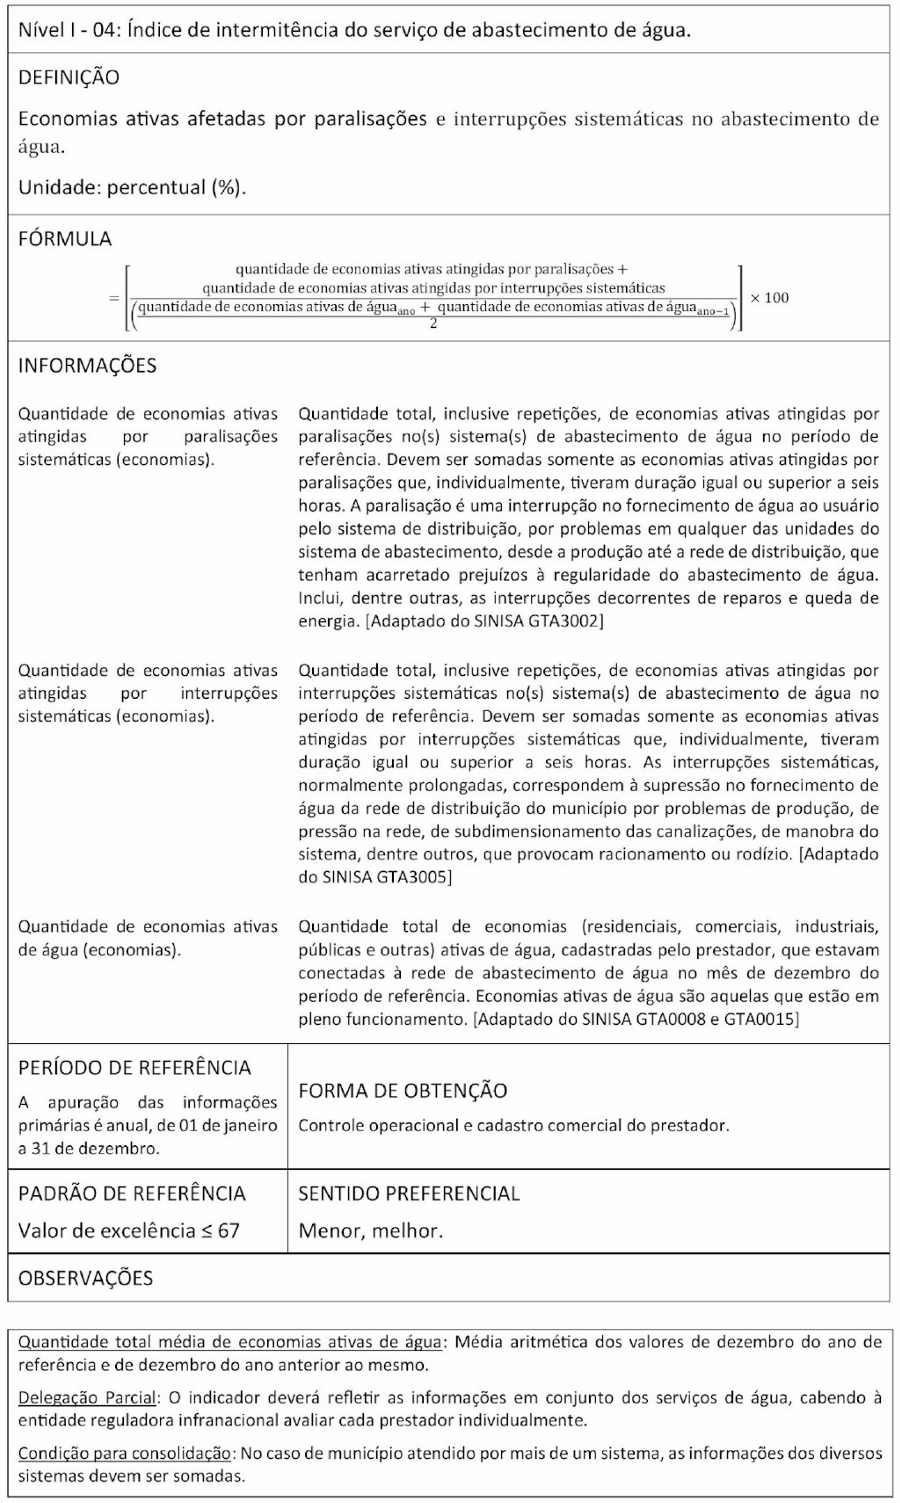 Nível I - 04: Índice de intermitência do serviço de abastecimento de água.
DEFINIÇÃO
Economias ativas afetadas por paralisações e interrupções sistemáticas no abastecimento de
água.
Unidade: percentual (%).
FÓRMULA
quantidade de economias ativas atingidas por paralisações +
quantidade de economias ativas atingidas por interrupções sistemáticas
= [ (quantidade de economias ativas de água_ano + quantidade de economias ativas de água_ano−1) ] × 100
2
INFORMAÇÕES
Quantidade de economias ativas
atingidas por paralisações
sistemáticas (economias).
Quantidade total, inclusive repetições, de economias ativas atingidas por
paralisações no(s) sistema(s) de abastecimento de água no período de
referência. Devem ser somadas somente as economias ativas atingidas por
paralisações que, individualmente, tiveram duração igual ou superior a seis
horas. A paralisação é uma interrupção no fornecimento de água ao usuário
pelo sistema de distribuição, por problemas em qualquer das unidades do
sistema de abastecimento, desde a produção até a rede de distribuição, que
tenham acarretado prejuízos à regularidade do abastecimento de água.
Inclui, dentre outras, as interrupções decorrentes de reparos e queda de
energia. [Adaptado do SINISA GTA3002]
Quantidade de economias ativas
atingidas por interrupções
sistemáticas (economias).
Quantidade total, inclusive repetições, de economias ativas atingidas por
interrupções sistemáticas no(s) sistema(s) de abastecimento de água no
período de referência. Devem ser somadas somente as economias ativas
atingidas por interrupções sistemáticas que, individualmente, tiveram
duração igual ou superior a seis horas. As interrupções sistemáticas,
normalmente prolongadas, correspondem à supressão no fornecimento de
água da rede de distribuição do município por problemas de produção, de
pressão na rede, de subdimensionamento das canalizações, de manobra do
sistema, dentre outros, que provocam racionamento ou rodízio. [Adaptado
do SINISA GTA3005]
Quantidade de economias ativas
de água (economias).
Quantidade total de economias (residenciais, comerciais, industriais,
públicas e outras) ativas de água, cadastradas pelo prestador, que estavam
conectadas à rede de abastecimento de água no mês de dezembro do
período de referência. Economias ativas de água são aquelas que estão em
pleno funcionamento. [Adaptado do SINISA GTA0008 e GTA0015]
PERÍODO DE REFERÊNCIA
A apuração das informações
primárias é anual, de 01 de janeiro
a 31 de dezembro.
FORMA DE OBTENÇÃO
Controle operacional e cadastro comercial do prestador.
PADRÃO DE REFERÊNCIA
Valor de excelência ≤ 67
SENTIDO PREFERENCIAL
Menor, melhor.
OBSERVAÇÕES
Quantidade total média de economias ativas de água: Média aritmética dos valores de dezembro do ano de
referência e de dezembro do ano anterior ao mesmo.
Delegação Parcial: O indicador deverá refletir as informações em conjunto dos serviços de água, cabendo à
entidade reguladora infranacional avaliar cada prestador individualmente.
Condição para consolidação: No caso de município atendido por mais de um sistema, as informações dos diversos
sistemas devem ser somadas.